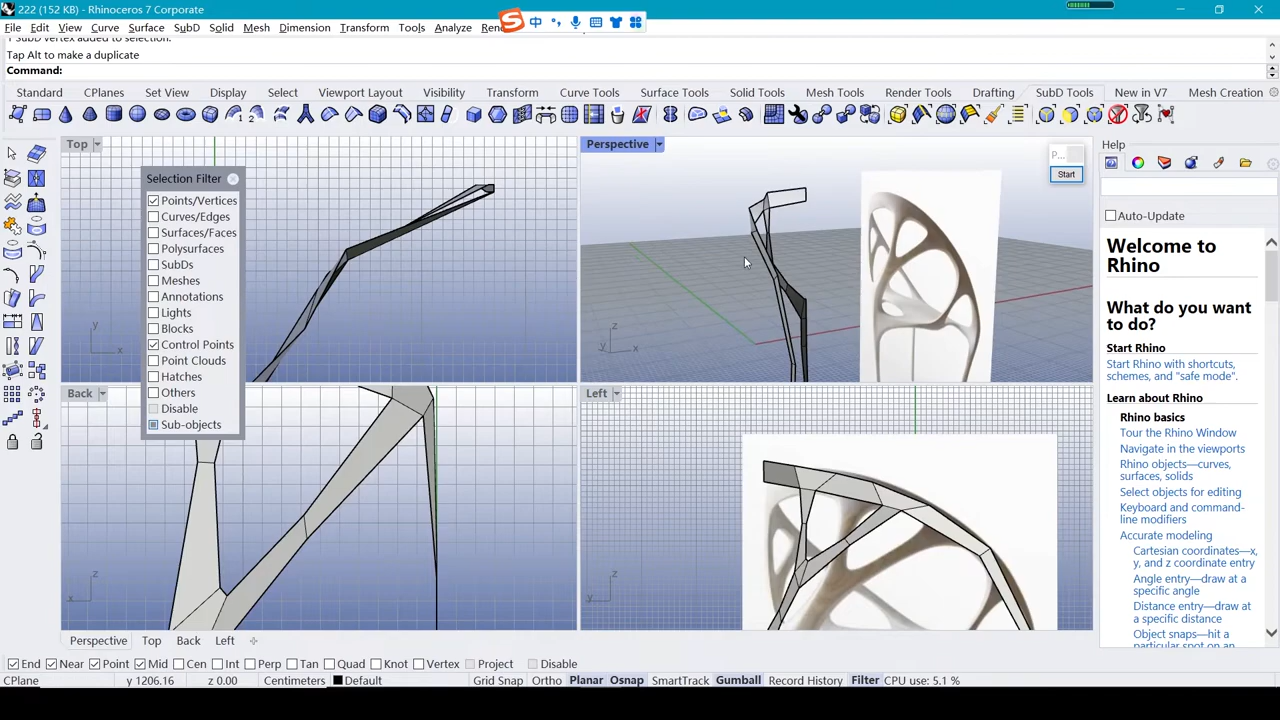 222 (152 KB) - Rhinoceros 7 Corporate
File Edit View Curve Surface SubD Solid Mesh Dimension Transform Tools Analyze
中
Tap Alt to make a duplicate
Command:
Standard CPlanes Set View Display Select Viewport Layout Visibility Transform Curve Tools Surface Tools Solid Tools Mesh Tools Render Tools Drafting SubD Tools New in V7 Mesh Creation
Top
Perspective
P...
Start
Help
Selection Filter
Points/Vertices
Curves/Edges
Surfaces/Faces
Polysurfaces
SubDs
Meshes
Annotations
Lights
Blocks
Control Points
Point Clouds
Hatches
Others
Disable
Sub-objects
y
x
z
y x
Back
z
x
Left
z
y
Auto-Update
Welcome to
Rhino
What do you want
to do?
Start Rhino
Start Rhino with shortcuts,
schemes, and "safe mode".
Learn about Rhino
Rhino basics
Tour the Rhino Window
Navigate in the viewports
Rhino objects—curves,
surfaces, solids
Select objects for editing
Keyboard and command-
line modifiers
Accurate modeling
Cartesian coordinates—x,
y, and z coordinate entry
Angle entry—draw at a
specific angle
Distance entry—draw at
a specific distance
Object snaps—hit a
Perspective Top Back Left
End Near Point Mid Cen Int Perp Tan Quad Knot Vertex Project Disable
CPlane y 1206.16 z 0.00 Centimeters Default Grid Snap Ortho Planar Osnap SmartTrack Gumball Record History Filter CPU use: 5.1 %